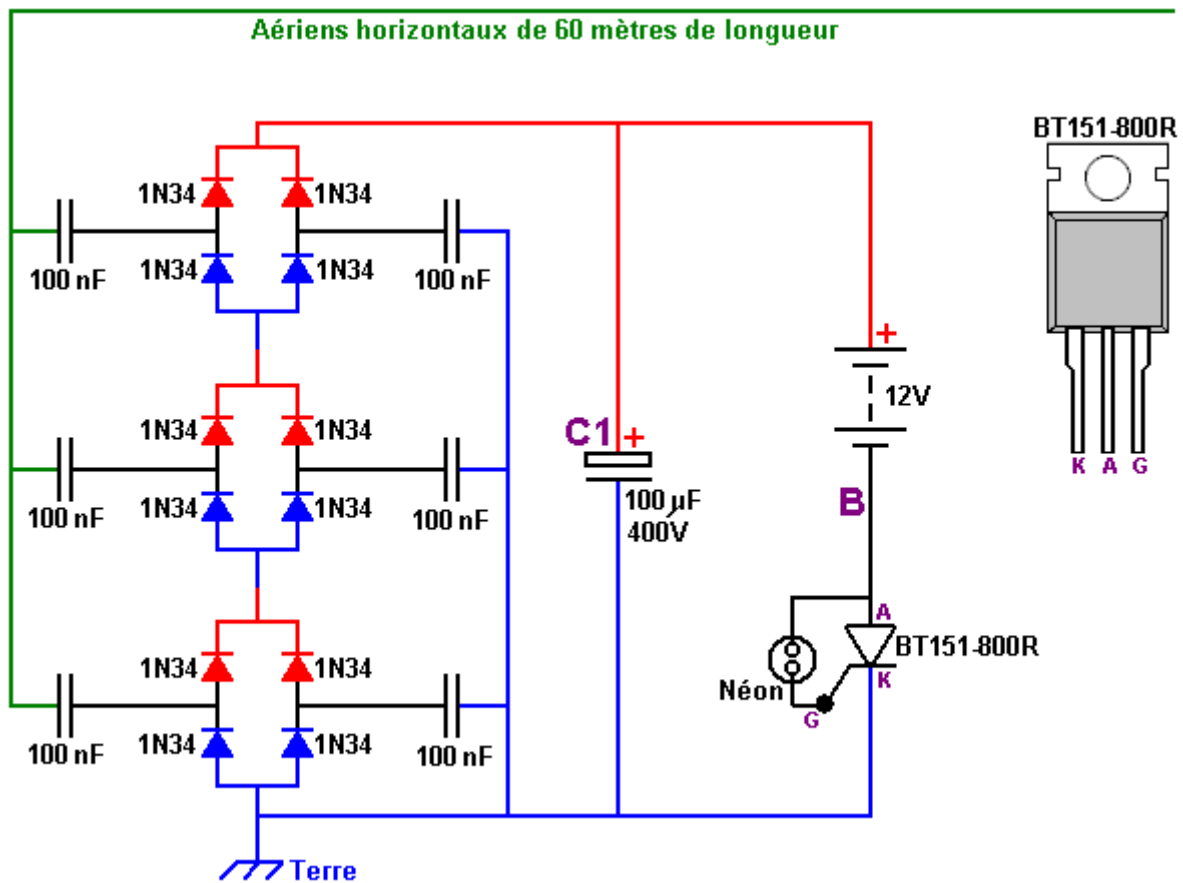 Aériens horizontaux de 60 mètres de longueur
BT151-800R
1N34 1N34
100 nF 1N34 1N34 100 nF
+
12V
K A G
1N34 1N34
C1 +
100 nF 1N34 1N34 100 nF
100 µF
400V
B
A
BT151-800R
K
Néon
G
1N34 1N34
100 nF 1N34 1N34 100 nF
Terre